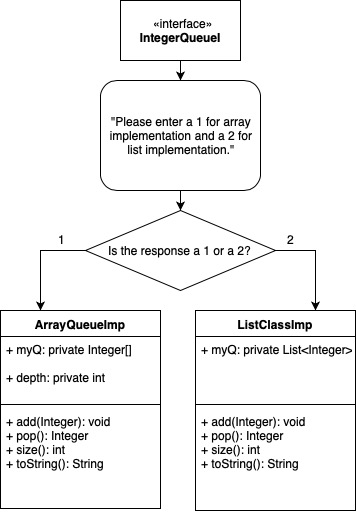 «interface»
IntegerQueueI
"Please enter a 1 for array
implementation and a 2 for
list implementation."
Is the response a 1 or a 2?
1
2
ArrayQueueImp
+ myQ: private Integer[]
+ depth: private int
+ add(Integer): void
+ pop(): Integer
+ size(): int
+ toString(): String
ListClassImp
+ myQ: private List<Integer>
+ add(Integer): void
+ pop(): Integer
+ size(): int
+ toString(): String